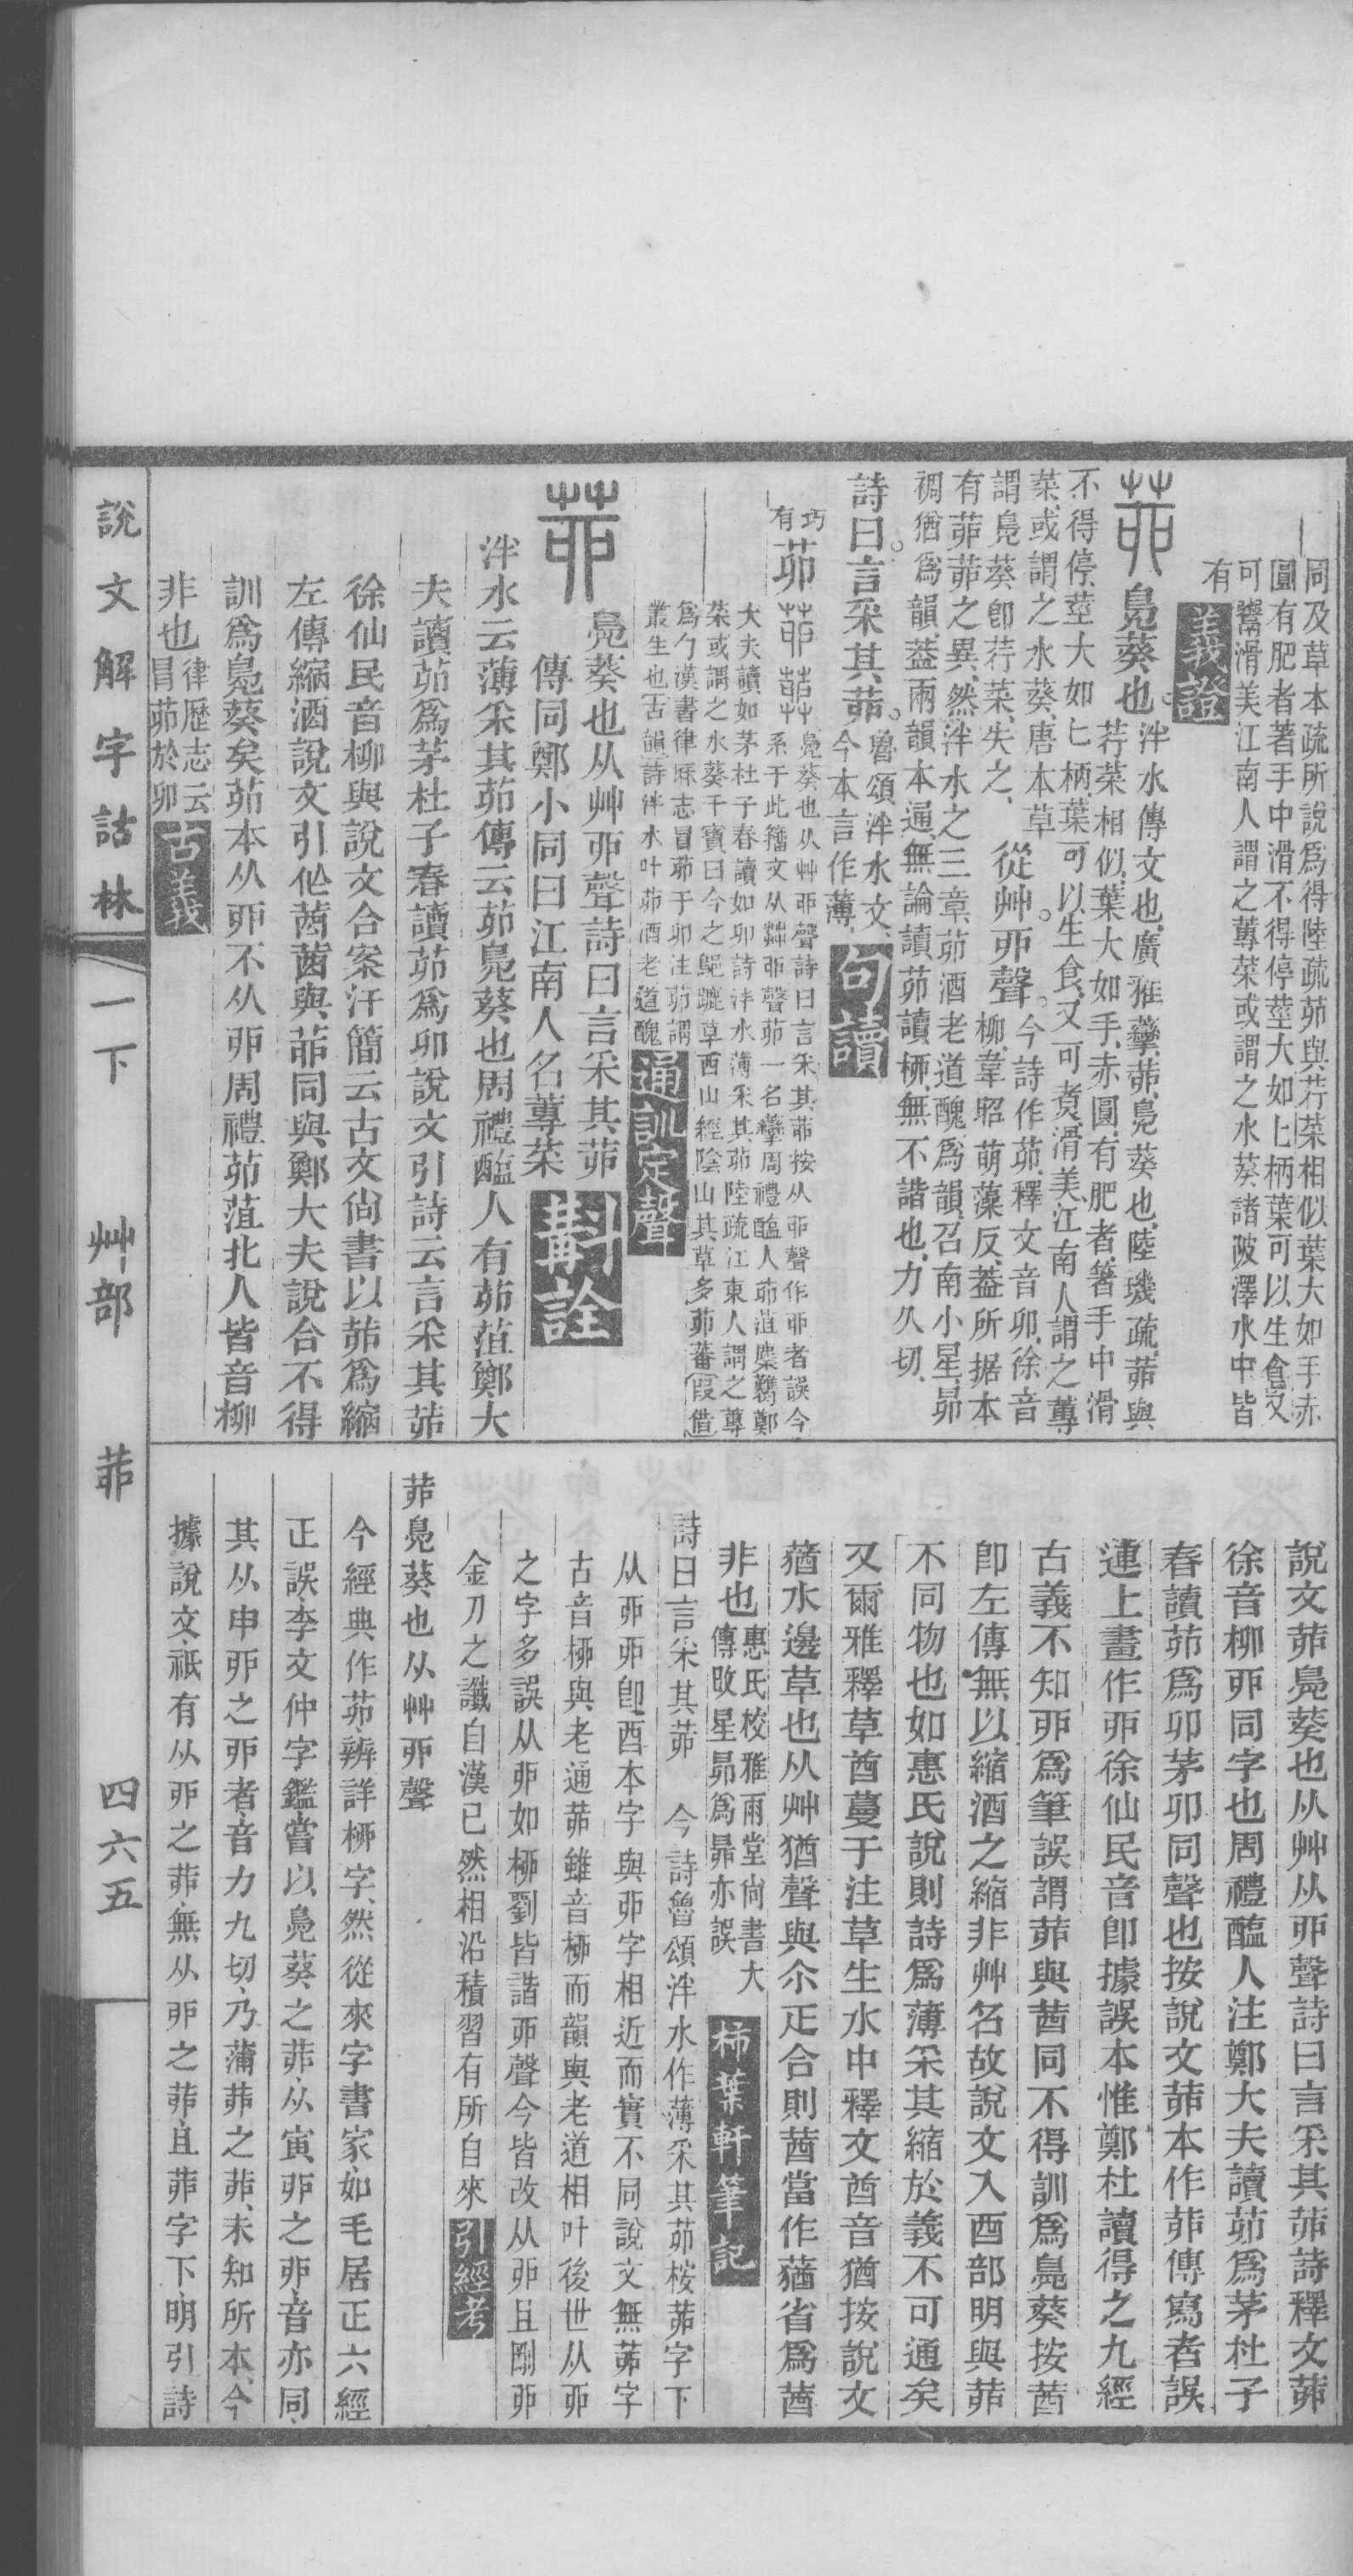 同及草本疏所說爲得陸疏茆與荇菜相似葉大如手赤
圓有肥者著手中滑不得停莖大如匕柄葉可以生食又
可鬻滑美江南人謂之蓴菜或謂之水葵諸陂澤水中皆
有 義證
茆 鳧葵也。泮水傳文也、廣雅、虊、茆、鳧葵也、陸璣疏、茆與
荇菜相似、葉大如手、赤圓、有肥者、箸手中滑
不得停、莖大如匕柄、葉可以生食、又可煑、滑美、江南人謂之蓴
菜、或謂之水葵、唐本草
謂鳧葵卽荇菜、失之、 從艸。丣聲。今詩作茆、釋文音卯、徐音
柳、韋昭萌藻反、葢所据本
有茆茆之異、然泮水之三章、茆酒老道醜爲韻、召南小星、昴
裯猶爲韻、葢兩韻本通、無論讀茆讀桺、無不諧也、力久切、
詩曰。言采其茆。魯頌泮水文、
今本言作薄、 句讀
巧有 茆 鳧葵也从艸丣聲詩曰言采其茆按从丣聲作丣者誤今
系于此籒文从茻丣聲茆一名虊周禮醢人茆菹麋臡鄭
大夫讀如茅杜子春讀如卯詩泮水薄采其茆陸疏江東人謂之蓴
菜或謂之水葵干寶曰今之䳱蹗草西山經陰山其草多茆蕃 叚借
爲勹漢書律厤志冒茆于卯注茆謂
叢生也 古韻 詩泮水叶茆酒老道醜 通訓定聲
茆 鳧葵也从艸丣聲詩曰言采其茆
傳同鄭小同曰江南人名蓴菜 斠詮
泮水云薄采其茆傳云茆鳧葵也周禮醢人有茆菹鄭大
夫讀茆爲茅杜子春讀茆爲卯說文引詩云言采其茆
徐仙民音柳與說文合案汗簡云古文尙書以茆爲縮
左傳縮酒說文引作莤莤與茆同與鄭大夫說合不得
訓爲鳧葵矣茆本从丣不从丣周禮茆菹北人皆音柳
非也律歷志云
冒茆於卯 古義
說文茆鳧葵也从艸从丣聲詩曰言采其茆詩釋文茆
徐音柳丣同字也周禮醢人注鄭大夫讀茆爲茅杜子
春讀茆爲卯茅卯同聲也按說文茆本作茆傳寫者誤
連上畫作丣徐仙民音卽據誤本惟鄭杜讀得之九經
古義不知丣爲筆誤謂茆與莤同不得訓爲鳧葵按莤
卽左傳無以縮酒之縮非艸名故說文入酉部明與茆
不同物也如惠氏說則詩爲薄采其縮於義不可通矣
又爾雅釋草莤蔓于注草生水中釋文莤音猶按說文
蕕水邊草也从艸猶聲與尒疋合則莤當作蕕省爲莤
非也惠氏校雅雨堂尙書大
傳㫺星昴爲昴亦誤 柿葉軒筆記
詩曰言采其茆 今詩魯頌泮水作薄采其茆桉茆字下
从丣丣卽酉本字與丣字相近而實不同說文無茆字
古音桺與老通茆雖音桺而韻與老道相叶後世从丣
之字多誤从丣如桺劉皆諧丣聲今皆改从丣且剛卯
金刀之讖自漢已然相沿積習有所自來 引經考
茆鳧葵也从艸丣聲
今經典作茆、辨詳桺字、然從來字書家、如毛居正六經
正誤、李文仲字鑑、嘗以鳧葵之茆、从寅丣之丣、音亦同、
其从申丣之丣者、音力九切、乃蒲茆之茆、未知所本、今
據說文、祇有从丣之茆、無从丣之茆、且茆字下、明引詩
說文解字詁林 一下 艸部 茆 四六五